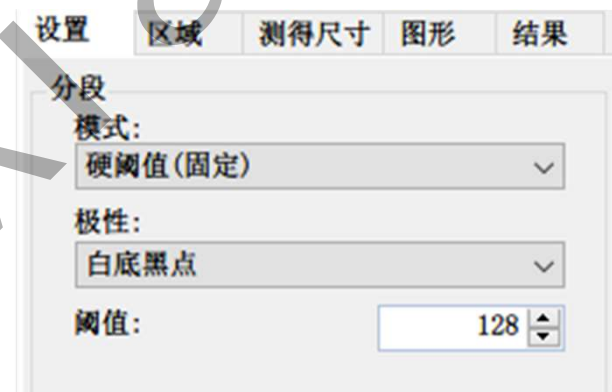 设置 区域 测得尺寸 图形 结果
分段
模式:
硬阈值(固定)
极性:
白底黑点
阈值: 128